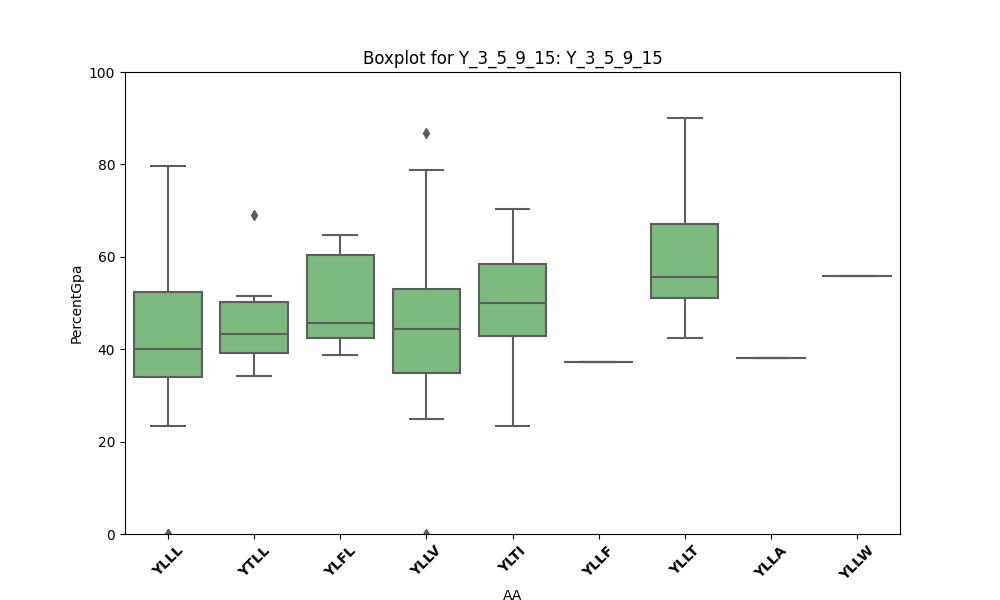 Boxplot for Y_3_5_9_15: Y_3_5_9_15
PercentGpa
100
80
60
40
20
0
YLLL YTLL YLFL YLLV YLTI YLLF YLLT YLLA YLLW
AA